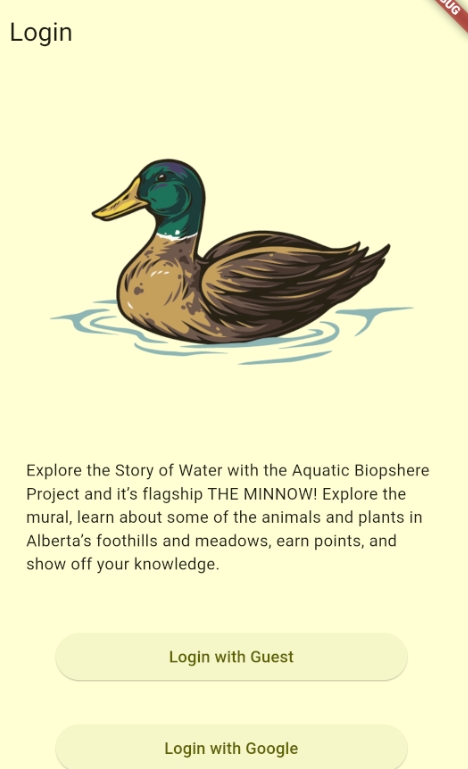 Login
UG
Explore the Story of Water with the Aquatic Biopshere
Project and it's flagship THE MINNOW! Explore the
mural, learn about some of the animals and plants in
Alberta's foothills and meadows, earn points, and
show off your knowledge.
Login with Guest
Login with Google